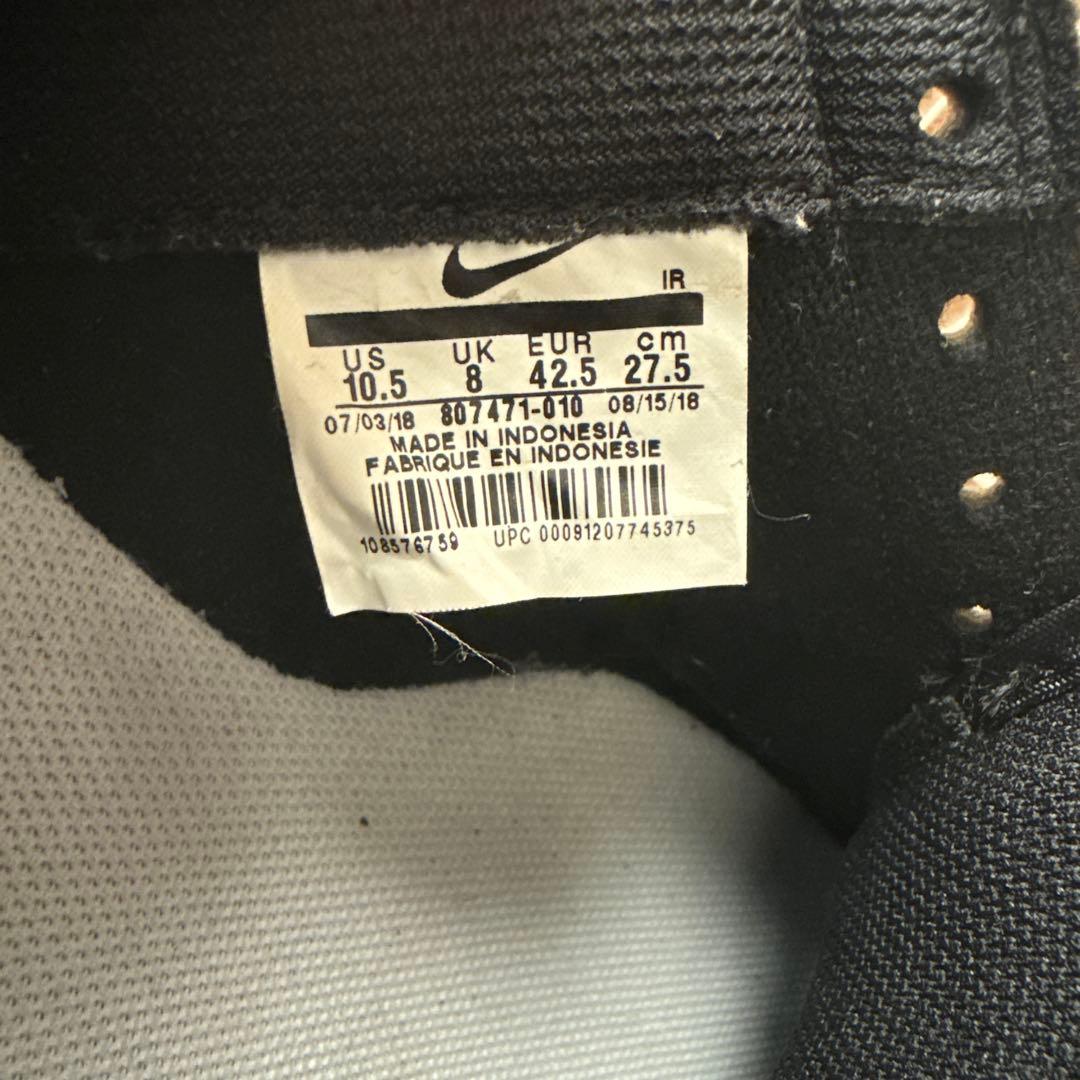 IR
US UK EUR cm
10.5 8 42.5 27.5
07/03/18 807471-010 08/15/18
MADE IN INDONESIA
FABRIQUE EN INDONESIE
108576759 UPC 00091207745375